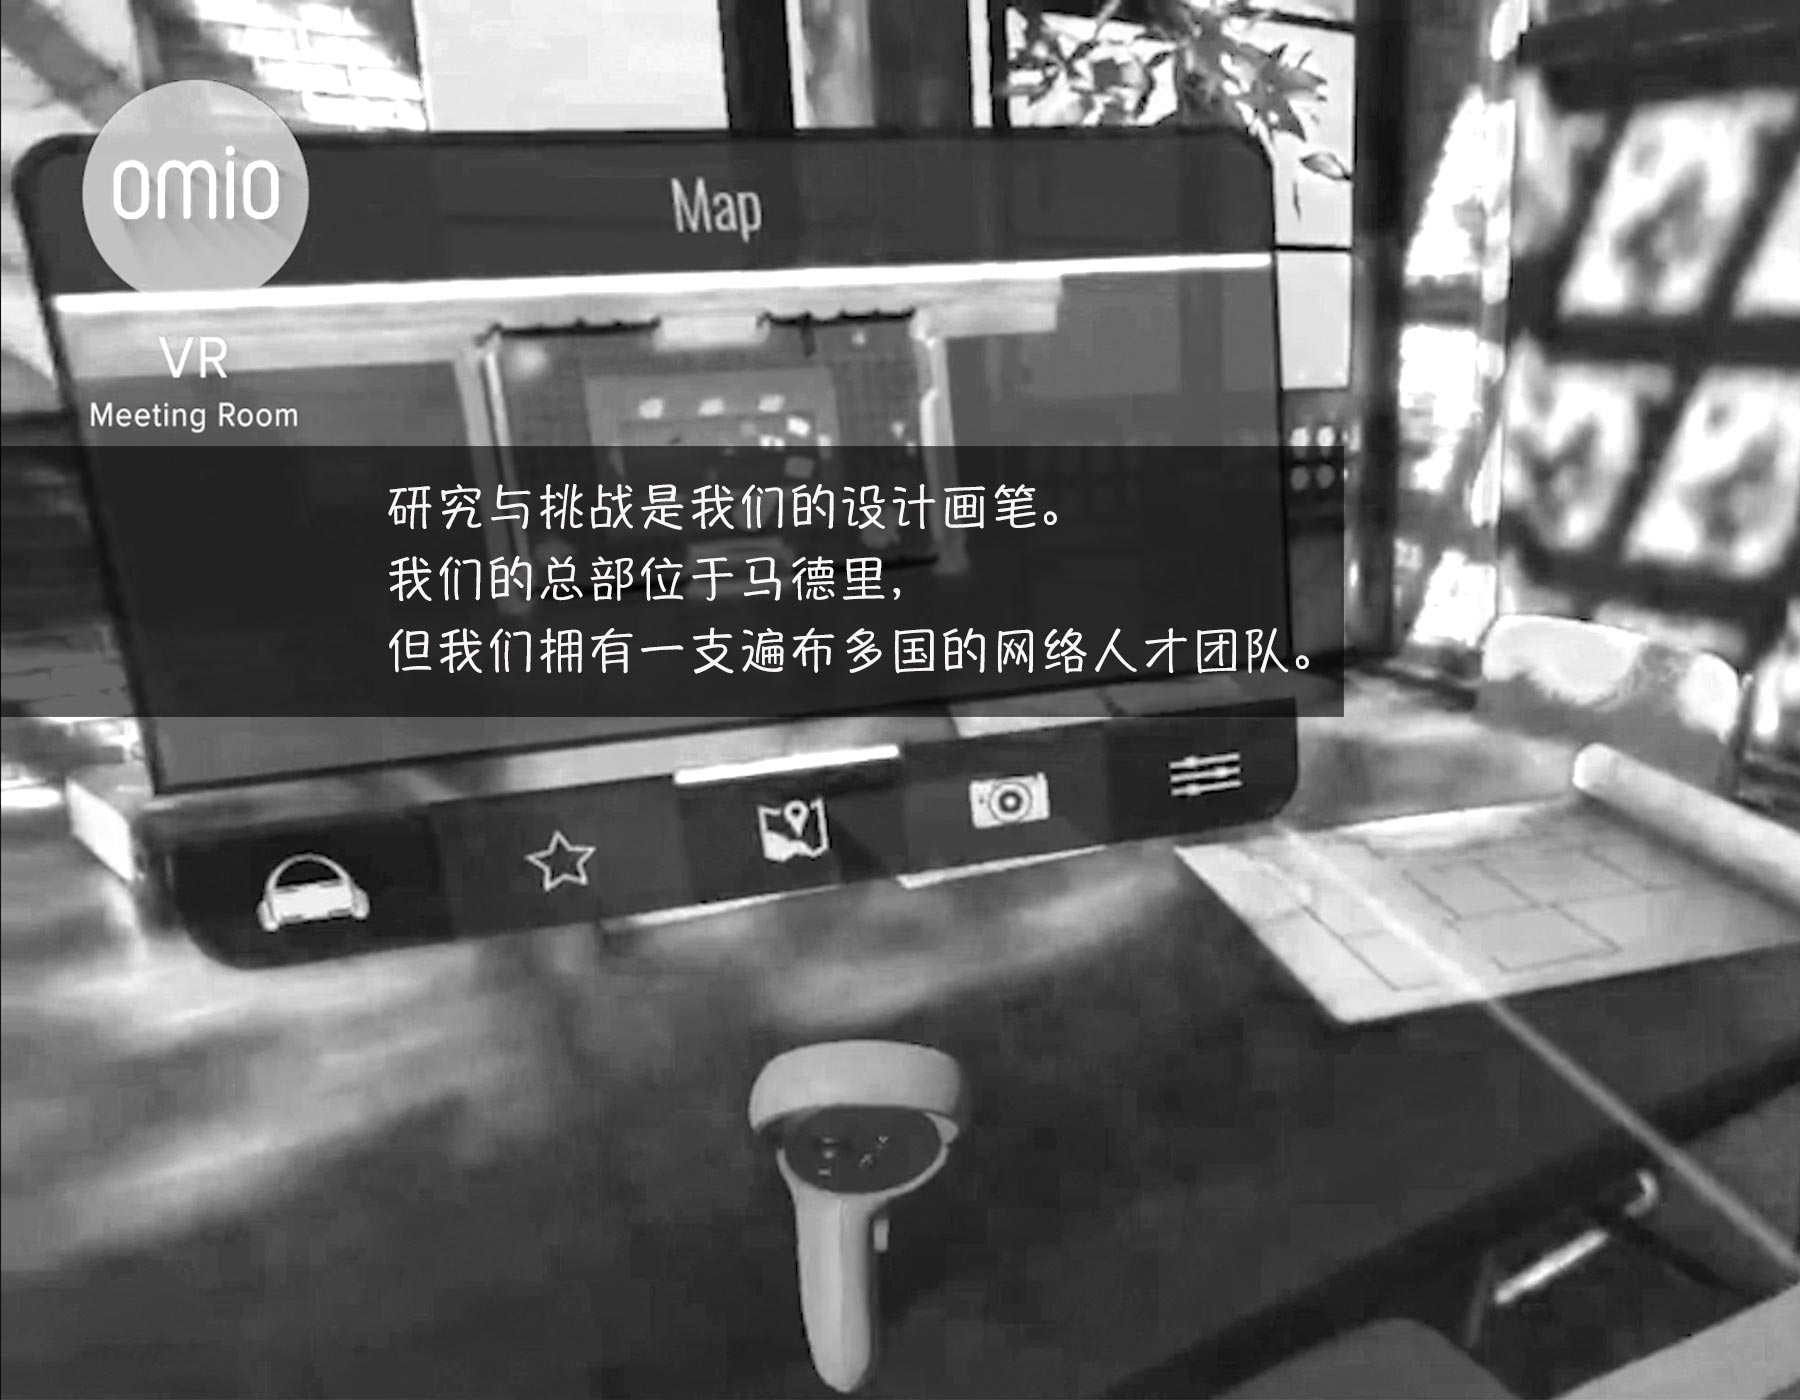 omio
Map
VR
Meeting Room
研究与挑战是我们的设计画笔。
我们的总部位于马德里,
但我们拥有一支遍布多国的网络人才团队。